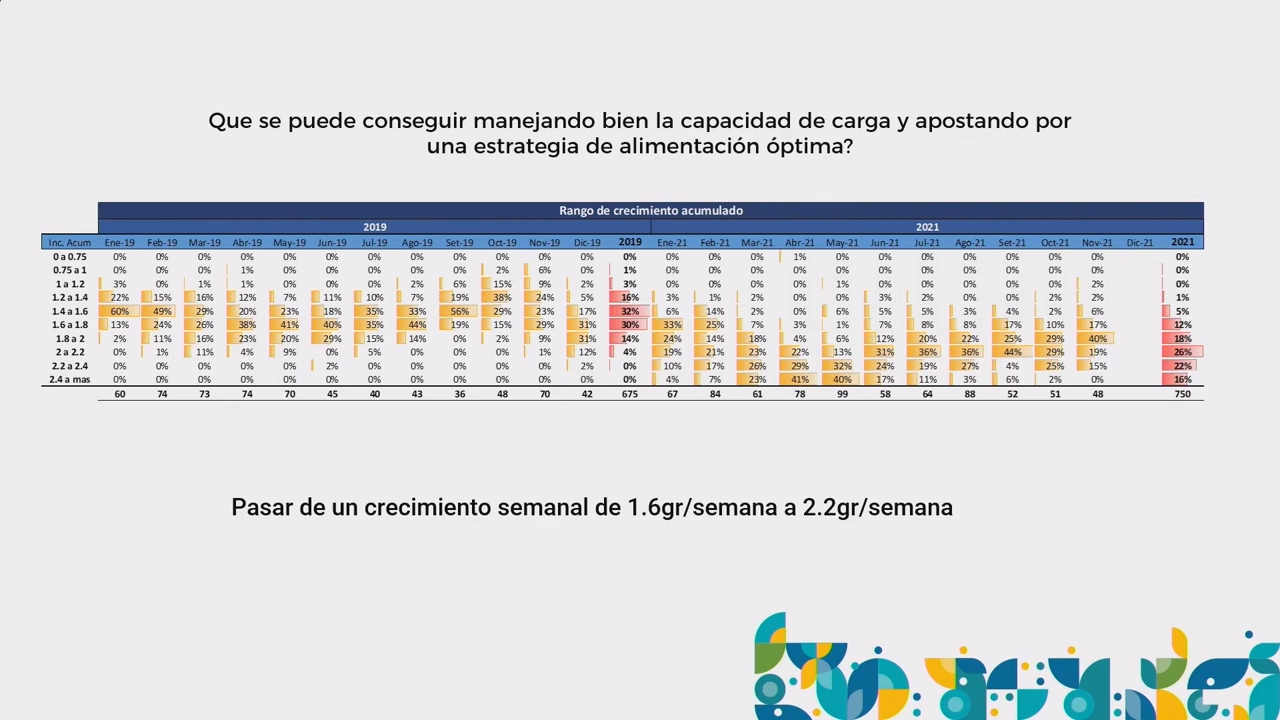 Que se puede conseguir manejando bien la capacidad de carga y apostando por
una estrategia de alimentación óptima?
Rango de crecimiento acumulado
2019 2021
Inc. Acum Ene-19 Feb-19 Mar-19 Abr-19 May-19 Jun-19 Jul-19 Ago-19 Set-19 Oct-19 Nov-19 Dic-19 2019 Ene-21 Feb-21 Mar-21 Abr-21 May-21 Jun-21 Jul-21 Ago-21 Set-21 Oct-21 Nov-21 Dic-21 2021
0 a 0.75 0% 0% 0% 0% 0% 0% 0% 0% 0% 0% 0% 0% 0% 0% 0% 0% 1% 0% 0% 0% 0% 0% 0% 0% 0%
0.75 a 1 0% 0% 0% 1% 0% 0% 0% 0% 0% 2% 6% 0% 1% 0% 0% 0% 0% 0% 0% 0% 0% 0% 0% 0% 0%
1 a 1.2 3% 0% 1% 1% 0% 0% 0% 2% 6% 15% 9% 2% 3% 0% 0% 0% 0% 1% 0% 0% 0% 0% 0% 2% 0%
1.2 a 1.4 22% 15% 16% 12% 7% 11% 10% 7% 19% 38% 24% 5% 16% 3% 1% 2% 0% 0% 3% 2% 0% 0% 2% 0% 1%
1.4 a 1.6 60% 49% 29% 20% 23% 18% 35% 33% 56% 29% 23% 17% 32% 6% 14% 2% 0% 6% 5% 5% 3% 4% 2% 6% 5%
1.6 a 1.8 13% 24% 26% 38% 41% 40% 35% 44% 19% 15% 29% 31% 30% 33% 25% 7% 3% 1% 7% 8% 8% 17% 10% 17% 12%
1.8 a 2 2% 11% 16% 23% 20% 29% 15% 14% 0% 2% 9% 31% 14% 24% 14% 18% 4% 6% 12% 20% 22% 25% 29% 40% 18%
2 a 2.2 0% 1% 11% 4% 9% 0% 5% 0% 0% 0% 1% 12% 4% 19% 21% 23% 22% 13% 31% 36% 36% 44% 29% 19% 26%
2.2 a 2.4 0% 0% 0% 0% 0% 2% 0% 0% 0% 0% 0% 2% 0% 10% 17% 26% 29% 32% 24% 19% 27% 4% 25% 15% 22%
2.4 a mas 0% 0% 0% 0% 0% 0% 0% 0% 0% 0% 0% 0% 0% 4% 7% 23% 41% 40% 17% 11% 3% 6% 2% 0% 16%
60 74 73 74 70 45 40 43 36 48 70 42 675 67 84 61 78 99 58 64 88 52 51 48 750
Pasar de un crecimiento semanal de 1.6gr/semana a 2.2gr/semana